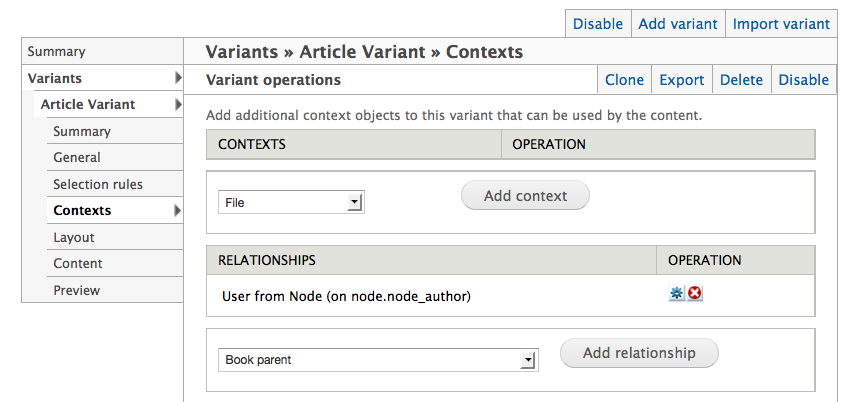 Disable Add variant Import variant
Summary
Variants
Article Variant
Summary
General
Selection rules
Contexts
Layout
Content
Preview
Variants » Article Variant » Contexts
Variant operations Clone Export Delete Disable
Add additional context objects to this variant that can be used by the content.
CONTEXTS OPERATION
File Add context
RELATIONSHIPS OPERATION
User from Node (on node.node_author)
Book parent Add relationship